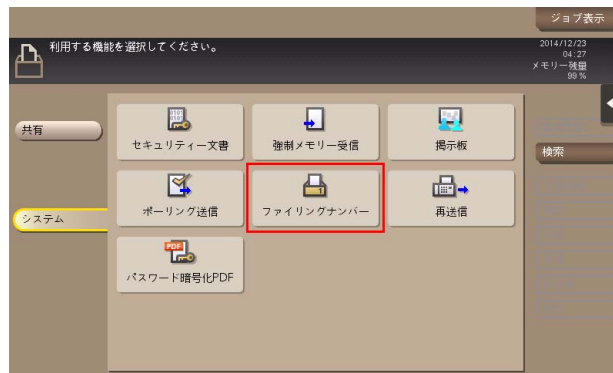 ジョブ表示
利用する機能を選択してください。
2014/12/23
04:27
メモリー残量
99 %
共有
システム
セキュリティー文書
強制メモリー受信
掲示板
ポーリング送信
ファイリングナンバー
再送信
PDF
パスワード暗号化PDF
検索